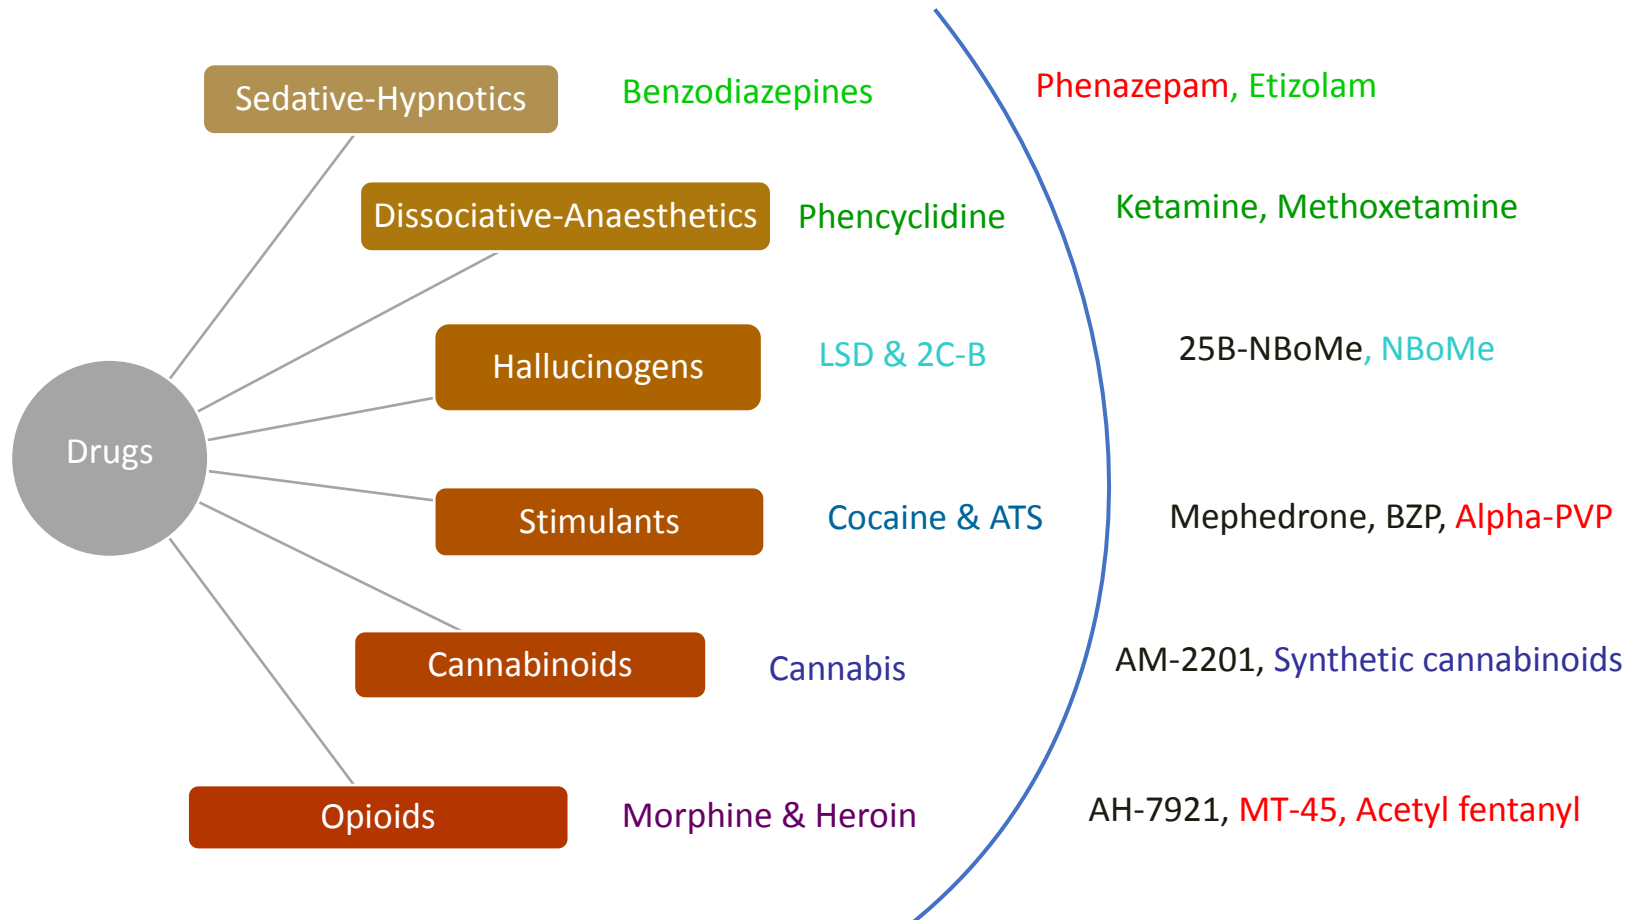 Sedative-Hypnotics
Benzodiazepines
Phenazepam, Etizolam
Dissociative-Anaesthetics
Phencyclidine
Ketamine, Methoxetamine
Hallucinogens
LSD & 2C-B
25B-NBoMe, NBoMe
Drugs
Stimulants
Cocaine & ATS
Mephedrone, BZP, Alpha-PVP
Cannabinoids
Cannabis
AM-2201, Synthetic cannabinoids
Opioids
Morphine & Heroin
AH-7921, MT-45, Acetyl fentanyl